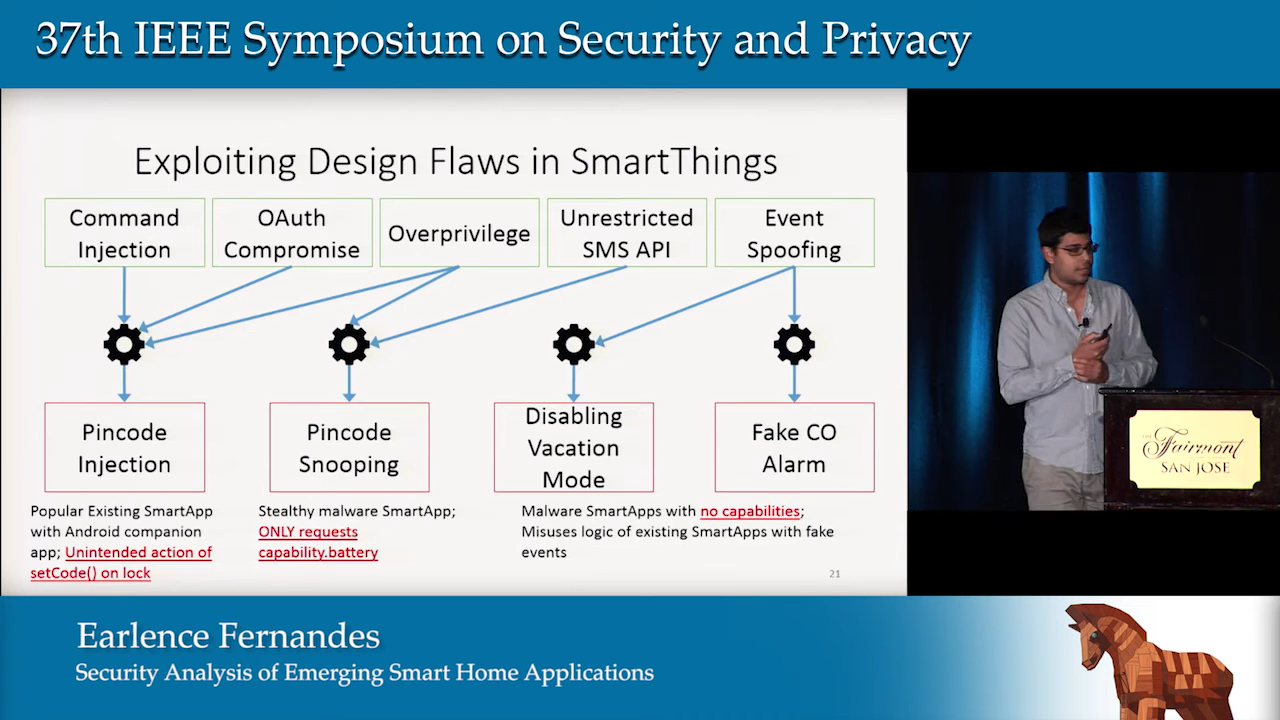 37th IEEE Symposium on Security and Privacy
Exploiting Design Flaws in SmartThings
Command
Injection
OAuth
Compromise
Overprivilege
Unrestricted
SMS API
Event
Spoofing
Pincode
Injection
Pincode
Snooping
Disabling
Vacation
Mode
Fake CO
Alarm
Popular Existing SmartApp
with Android companion
app; Unintended action of
setCode() on lock
Stealthy malware SmartApp;
ONLY requests
capability.battery
Malware SmartApps with no capabilities;
Misuses logic of existing SmartApps with fake
events
21
THE
Fairmont
SAN JOSE
Earlence Fernandes
Security Analysis of Emerging Smart Home Applications